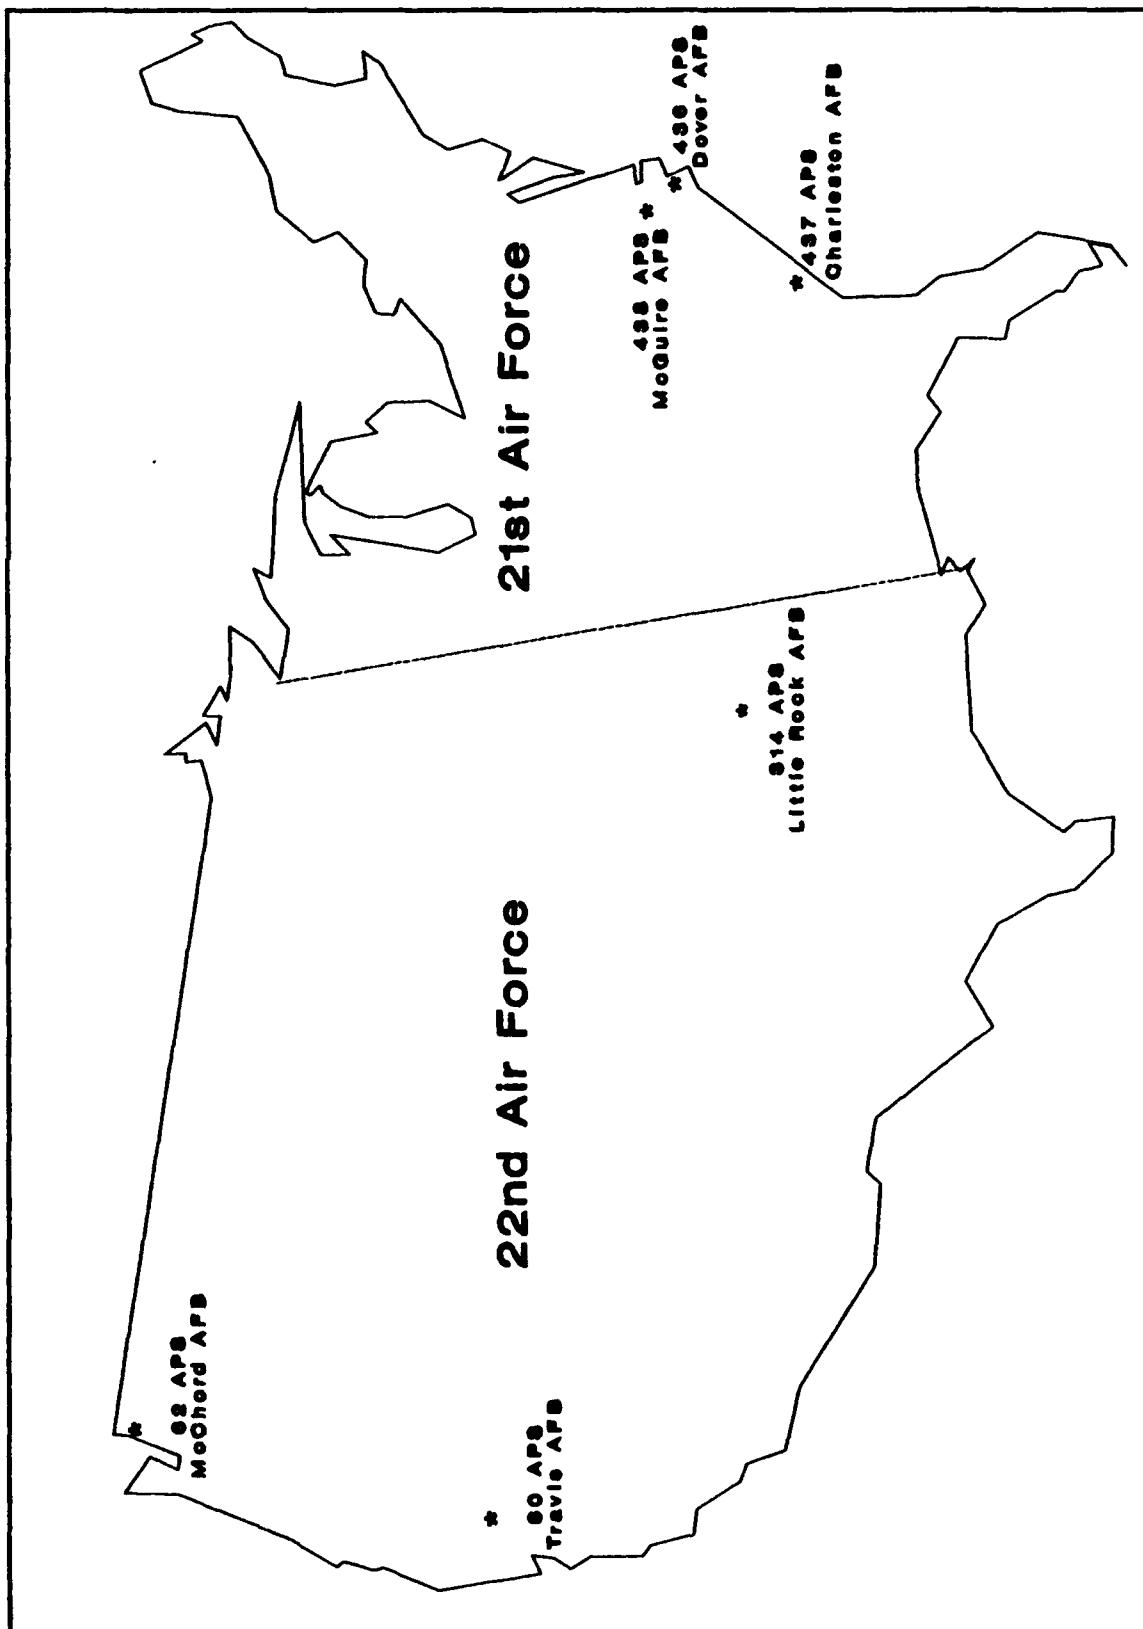 62 APS
McChord AFB
60 APS
Travis AFB
22nd Air Force
21st Air Force
314 APS
Little Rock AFB
438 APS
McGuire AFB
436 APS
Dover AFB
437 APS
Charleston AFB